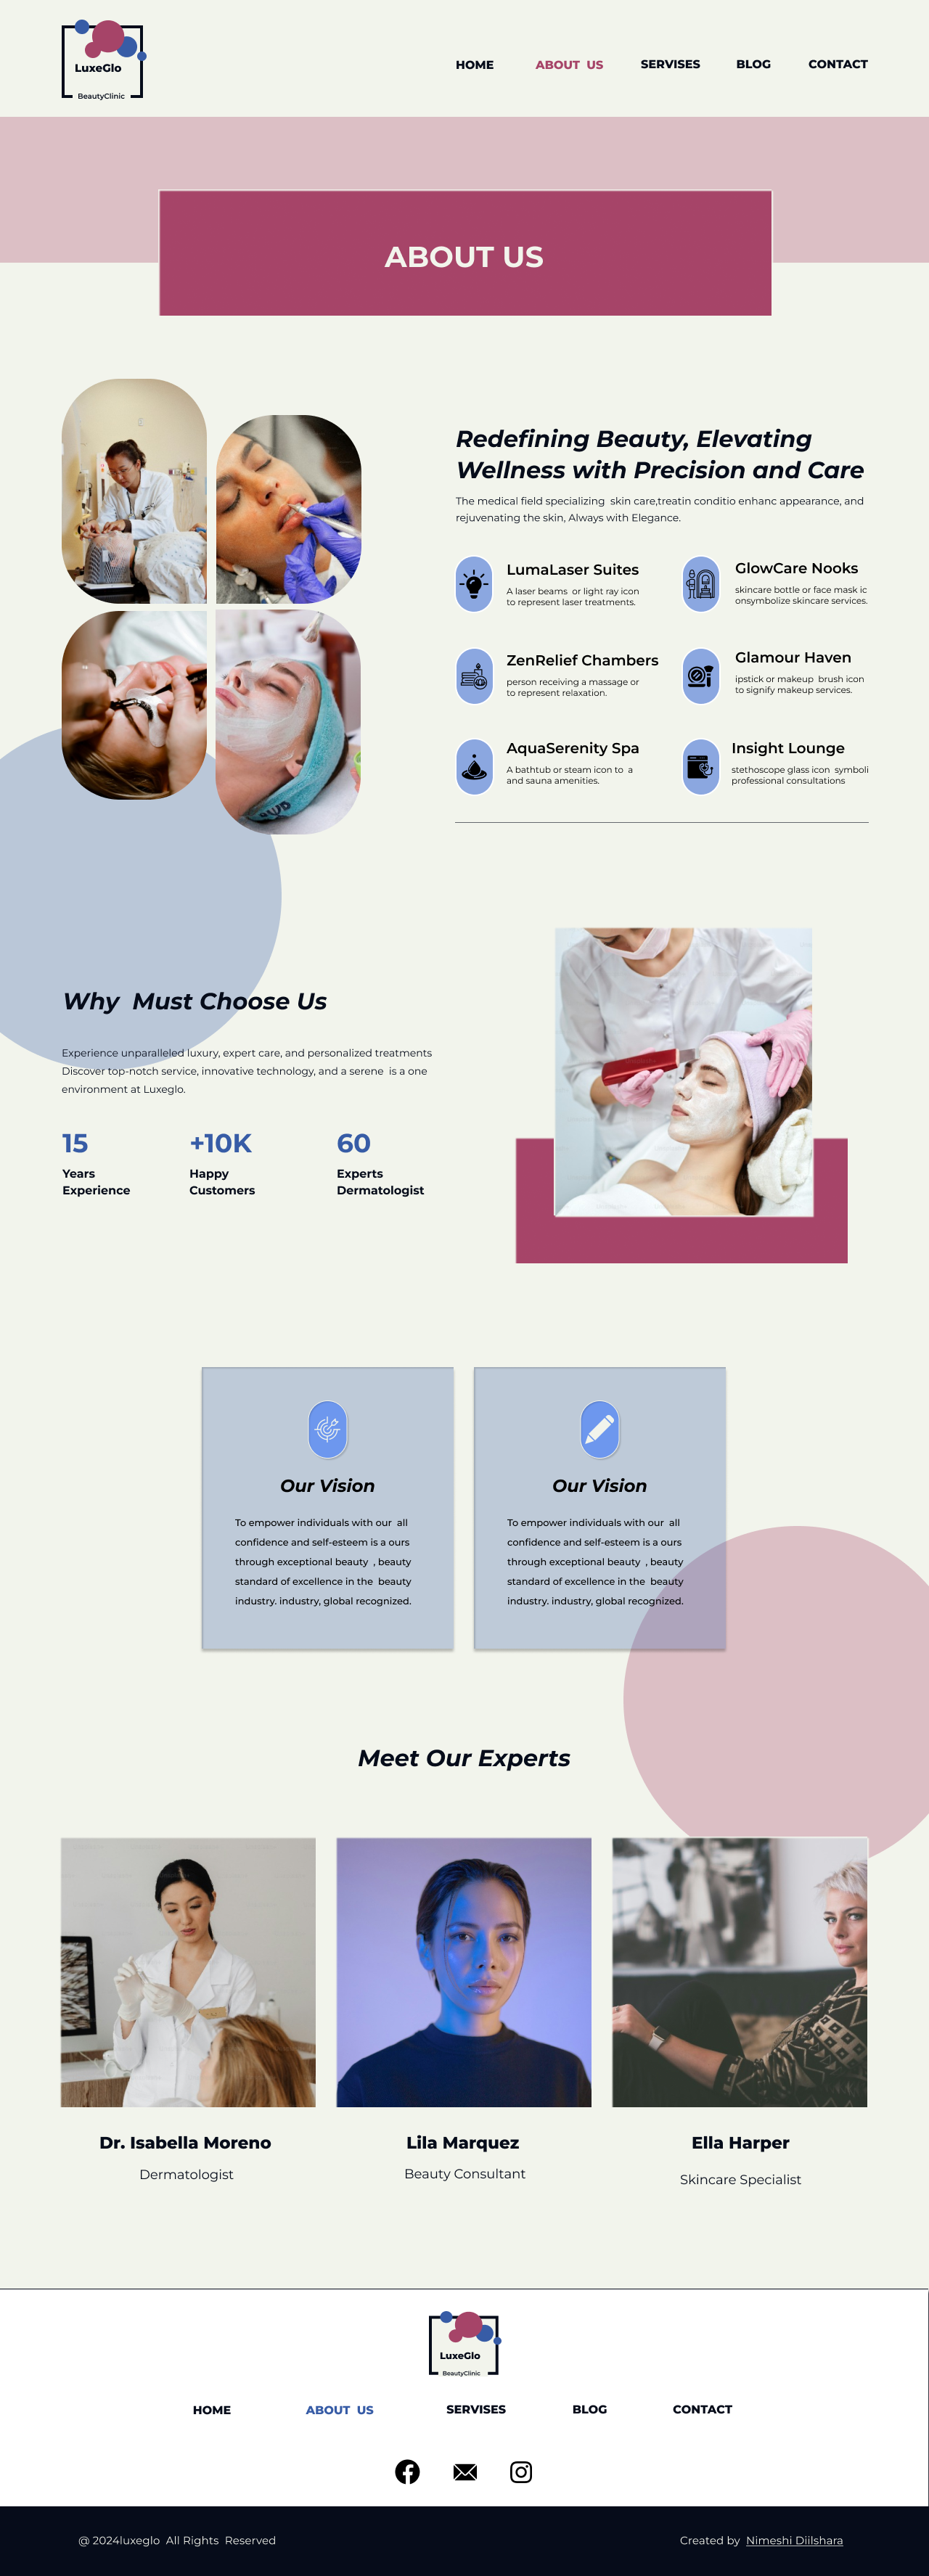 LuxeGlo
BeautyClinic
HOME
ABOUT US
SERVISES
BLOG
CONTACT
ABOUT US
Redefining Beauty, Elevating
Wellness with Precision and Care
The medical field specializing skin care,treatin conditio enhanc appearance, and
rejuvenating the skin, Always with Elegance.
LumaLaser Suites
A laser beams or light ray icon
to represent laser treatments.
GlowCare Nooks
skincare bottle or face mask ic
onsymbolize skincare services.
ZenRelief Chambers
person receiving a massage or
to represent relaxation.
Glamour Haven
ipstick or makeup brush icon
to signify makeup services.
AquaSerenity Spa
A bathtub or steam icon to a
and sauna amenities.
Insight Lounge
stethoscope glass icon symboli
professional consultations
Why Must Choose Us
Experience unparalleled luxury, expert care, and personalized treatments
Discover top-notch service, innovative technology, and a serene is a one
environment at Luxeglo.
15
Years
Experience
+10K
Happy
Customers
60
Experts
Dermatologist
Our Vision
To empower individuals with our all
confidence and self-esteem is a ours
through exceptional beauty , beauty
standard of excellence in the beauty
industry. industry, global recognized.
Our Vision
To empower individuals with our all
confidence and self-esteem is a ours
through exceptional beauty , beauty
standard of excellence in the beauty
industry. industry, global recognized.
Meet Our Experts
Dr. Isabella Moreno
Dermatologist
Lila Marquez
Beauty Consultant
Ella Harper
Skincare Specialist
LuxeGlo
BeautyClinic
HOME
ABOUT US
SERVISES
BLOG
CONTACT
@ 2024luxeglo All Rights Reserved
Created by Nimeshi Diilshara